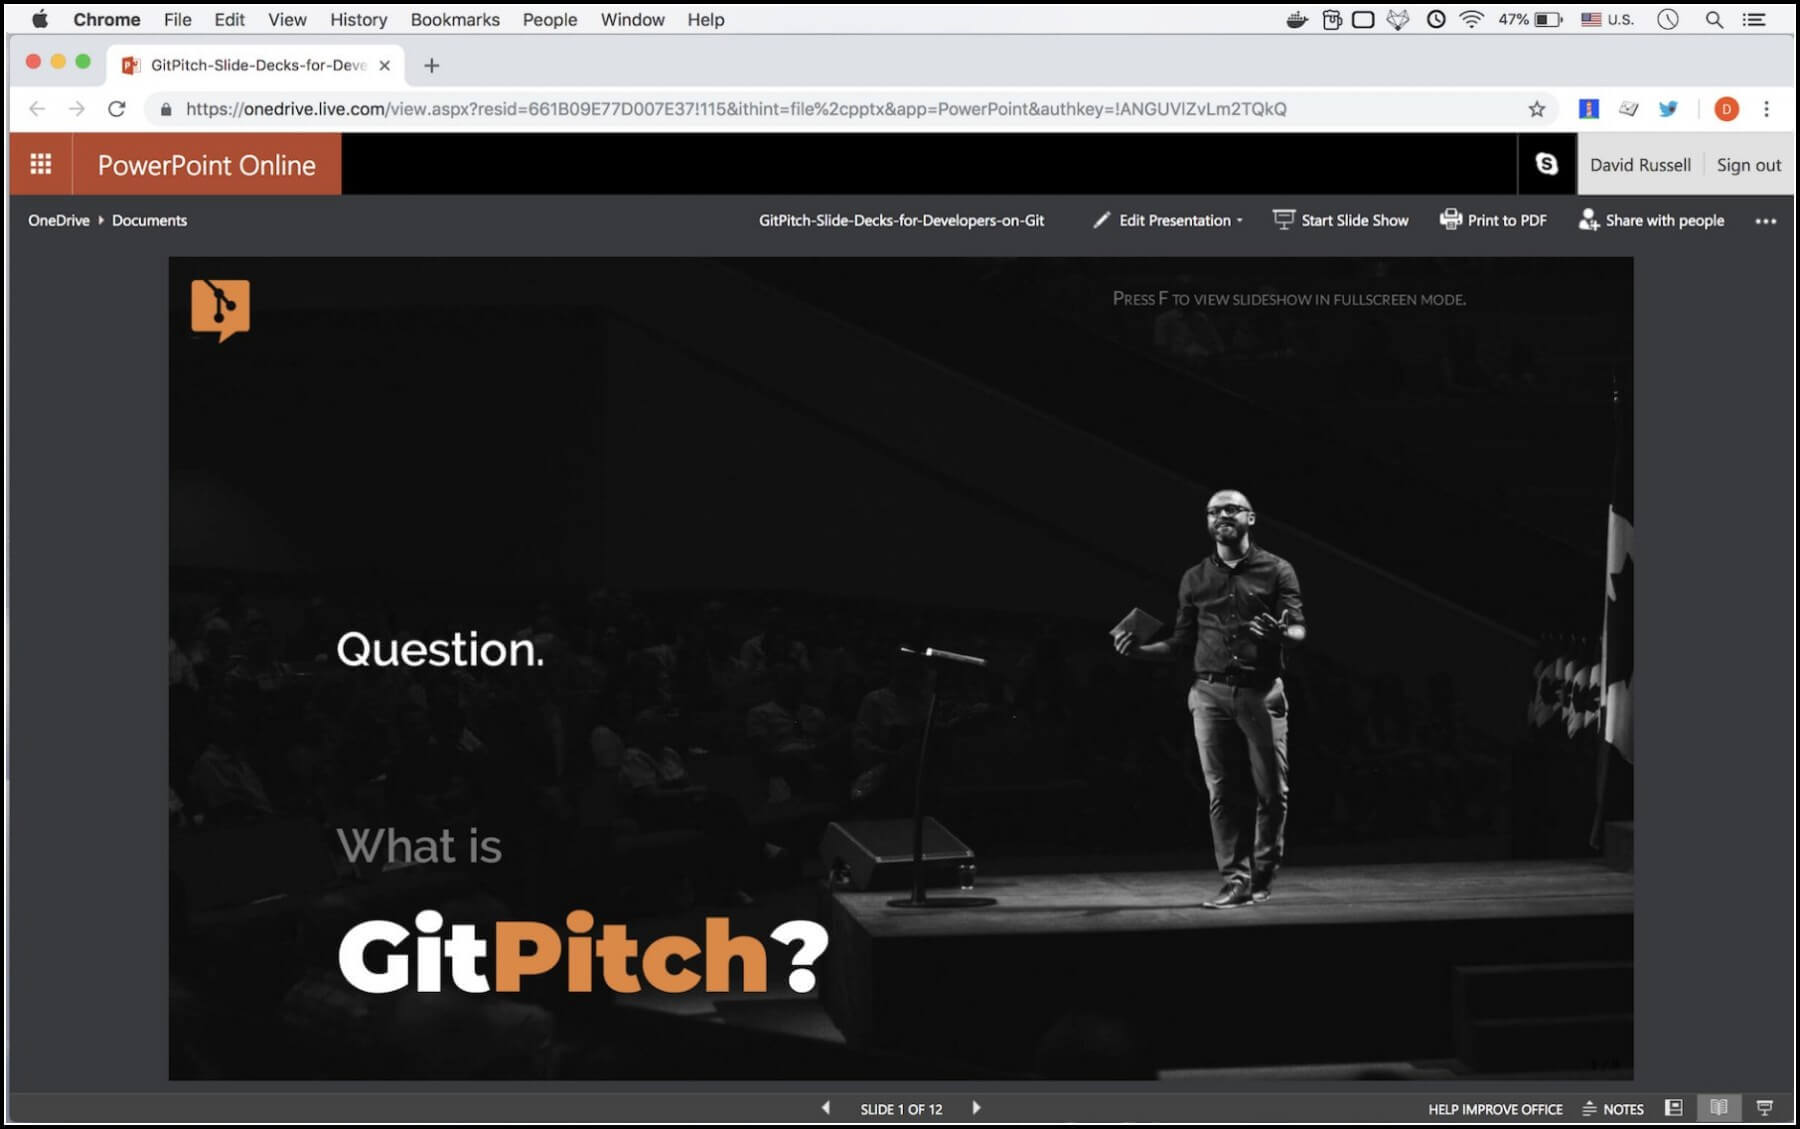 Chrome File Edit View History Bookmarks People Window Help 47% U.S.
GitPitch-Slide-Decks-for-Deve
https://onedrive.live.com/view.aspx?resid=661B09E77D007E37!115&ithint=file%2cpptx&app=PowerPoint&authkey=!ANGUVlZvLm2TQkQ D
PowerPoint Online S David Russell Sign out
OneDrive Documents GitPitch-Slide-Decks-for-Developers-on-Git Edit Presentation Start Slide Show Print to PDF Share with people
PRESS F TO VIEW SLIDESHOW IN FULLSCREEN MODE.
Question.
What is
GitPitch?
SLIDE 1 OF 12 HELP IMPROVE OFFICE NOTES